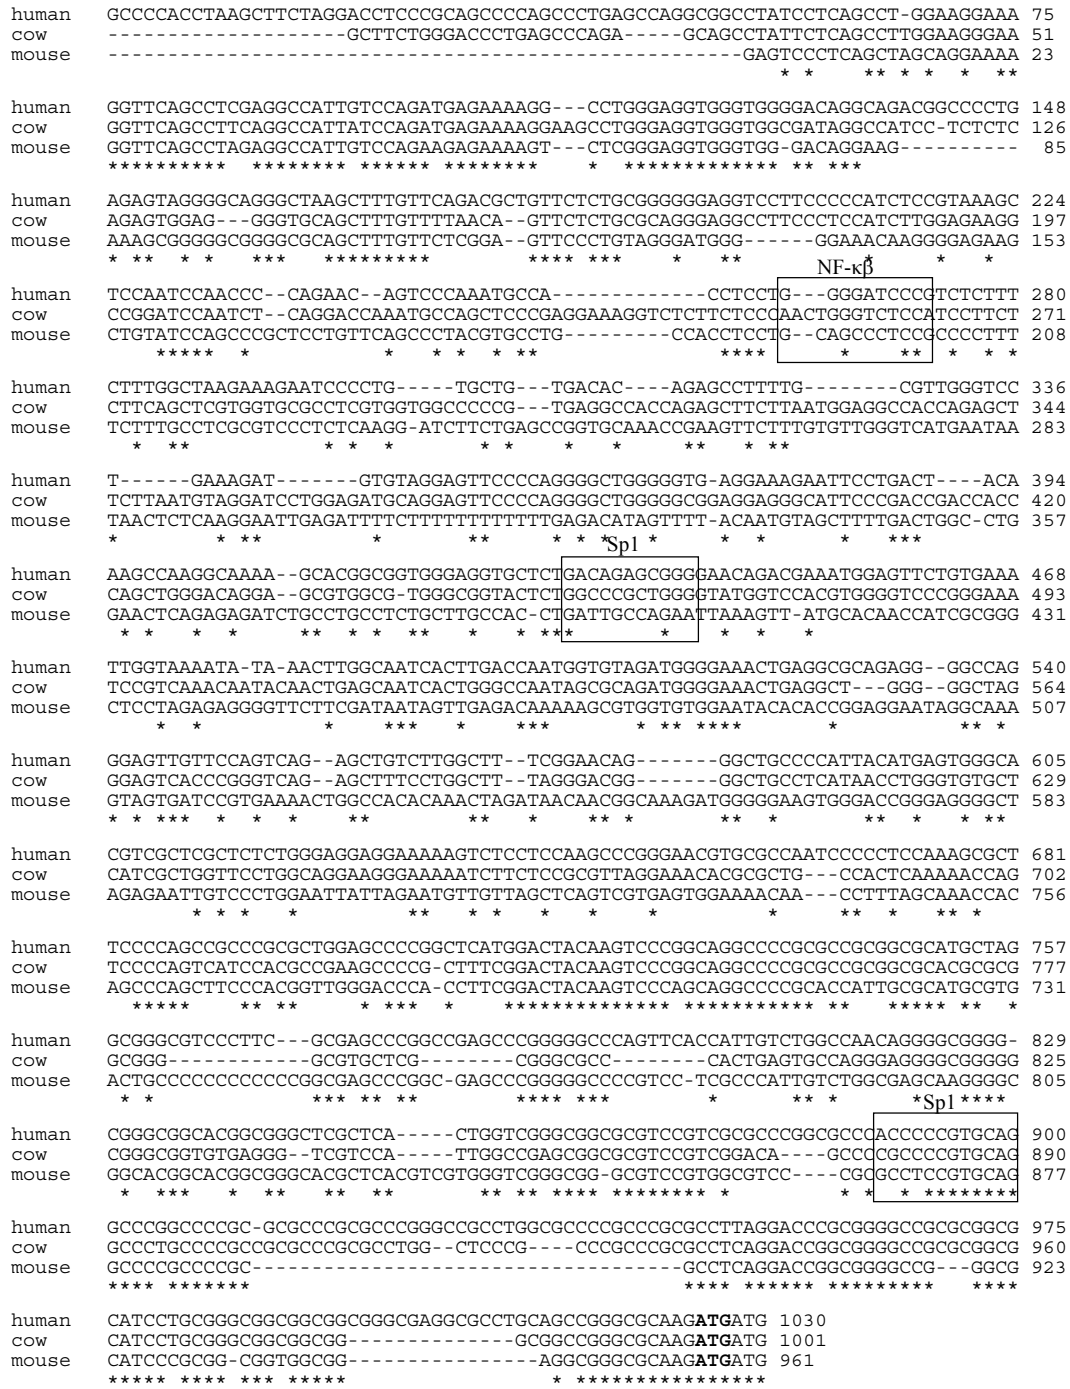 human GCCCCACCTAAGCTTCTAGGACCTCCCGCAGCCCCAGCCCTGAGCCAGGCGGCCTATCCTCAGCCT-GGAAGGAAA 75
cow --------------------GCTTCTGGGACCCTGAGCCCAGA-----GCAGCCTATTCTCAGCCTTGGAAGGGAA 51
mouse -----------------------------------------------------GAGTCCCTCAGCTAGCAGGAAAA 23
* * ** * * * **
human GGTTCAGCCTCGAGGCCATTGTCCAGATGAGAAAAGG---CCTGGGAGGTGGGTGGGGACAGGCAGACGGCCCCTG 148
cow GGTTCAGCCTTCAGGCCATTATCCAGATGAGAAAAGGAAGCCTGGGAGGTGGGTGGCGATAGGCCATCC-TCTCTC 126
mouse GGTTCAGCCTAGAGGCCATTGTCCAGAAGAGAAAAGT---CTCGGGAGGTGGGTGG-GACAGGAAG---------- 85
********** ******** ****** ******** * ************ ** ***
human AGAGTAGGGGCAGGGCTAAGCTTTGTTCAGACGCTGTTCTCTGCGGGGGGAGGTCCTTCCCCCATCTCCGTAAAGC 224
cow AGAGTGGAG---GGGTGCAGCTTTGTTTTAACA--GTTCTCTGCGCAGGGAGGCCTTCCCTCCATCTTGGAGAAGG 197
mouse AAAGCGGGGGCGGGGCGCAGCTTTGTTCTCGGA--GTTCCCTGTAGGGATGGG------GGAAACAAGGGGAGAAG 153
* ** * * *** ********* **** *** * ** * * *
NF-κβ
human TCCAATCCAACCC--CAGAAC--AGTCCCAAATGCCA-------------CCTCCTG---GGGATCCCGTCTCTTT 280
cow CCGGATCCAATCT--CAGGACCAAATGCCAGCTCCCGAGGAAAGGTCTCTTCTCCCAACTGGGTCTCCATCCTTCT 271
mouse CTGTATCCAGCCCGCTCCTGTTCAGCCCTACGTGCCTG---------CCACCTCCTG--CAGCCCTCCGCCCCTTT 208
***** * * * * * ** **** * ** * *
human CTTTGGCTAAGAAAGAATCCCCTG-----TGCTG---TGACAC----AGAGCCTTTTG--------CGTTGGGTCC 336
cow CTTCAGCTCGTGGTGCGCCTCGTGGTGGCCCCCG---TGAGGCCACCAGAGCTTCTTAATGGAGGCCACCAGAGCT 344
mouse TCTTTGCCTCGCGTCCCTCTCAAGG-ATCTTCTGAGCCGGTGCAAACCGAAGTTCTTTGTGTTGGGTCATGAATAA 283
* ** * * * * * * * ** * **
human T------GAAAGAT-------GTGTAGGAGTTCCCCAGGGGCTGGGGGTG-AGGAAAGAATTCCTGACT----ACA 394
cow TCTTAATGTAGGATCCTGGAGATGCAGGAGTTCCCCAGGGGCTGGGGGCGGAGGAGGGCATTCCCGACCGACCACC 420
mouse TAACTCTCAAGGAATTGAGATTTTCTTTTTTTTTTTGAGACATAGTTTT-ACAATGTAGCTTTTGACTGGC-CTG 357
* * ** * ** * * * * * * * ***
Sp1
human AAGCCAAGGCAAAA--GCACGGCGGTGGGAGGTGCTCTGACAGAGCGGGGAACAGACGAAATGGAGTTCTGTGAAA 468
cow CAGCTGGGACAGGA--GCGTGGCG-TGGGCGGTACTCTGGCCCGCTGGGGTATGGTCCACGTGGGGTCCCGGGAAA 493
mouse GAACTCAGAGAGATCTGCCTGCCTCTGCTTGCCAC-CTGATTGCCAGAATTAAAGTT-ATGCACAACCATCGCGGG 431
* * * * ** * * ** * * *** * * * *
human TTGGTAAAATA-TA-AACTTGGCAATCACTTGACCAATGGTGTAGATGGGGAAACTGAGGCGCAGAGG--GGCCAG 540
cow TCCGTCAAACAATACAACTGAGCAATCACTGGGCCAATAGCGCAGATGGGGAAACTGAGGCT---GGG--GGCTAG 564
mouse CTCCTAGAGAGGGGTTCTTCGATAATAGTTGAGACAAAAAGCGTGGTGTGGAATACACACCGGAGGAATAGGCAAA 507
* * * *** * *** * ** *** * ** *
human GGAGTTGTTCCAGTCAG--AGCTGTCTTGGCTT--TCGGAACAG-------GGCTGCCCCATTACATGAGTGGGCA 605
cow GGAGTCACCCGGGTCAG--AGCTTTCCTGGCTT--TAGGGACGG-------GGCTGCCTCATAACCTGGGTGTGCT 629
mouse GTAGTGATCCGTGAAAACTGGCCACACAAACTAGATAACAACGGCAAAGATGGGGGAAGTGGGACCGGGAGGGGCT 583
* * *** * * * ** ** * ** * ** * ** * * **
human CGTCGCTCGCTCTCTGGGAGGAGGAAAAAGTCTCCTCCAAGCCCGGGAACGTGCGCCAATCCCCCTCCAAAGCGCT 681
cow CATCGCTGGTTCCTGGCAGGAAGGGAAAAATCTTCTCCGCGTTAGGAAACACGCGCTG---CCACTCAAAAACCAG 702
mouse AGAGAATTGTCCCTGGAATTATTAGAATGTTGTTAGCTCAGTCGTGAGTGGAAAACAA---CCTTTAGCAAACCAC 756
* * * * ** * * * * * * ** * ** *
human TCCCCAGCCGCCCGCGCTGGAGCCCCGGCTCATGGACTACAAGTCCCGGCAGGCCCCGCGCCGCGGCGCATGCTAG 757
cow TCCCCAGTCATCCACGCCGAAGCCCCG-CTTTCGGACTACAAGTCCCGGCAGGCCCCGCGCCGCGGCGCACGCGCG 777
mouse AGCCCAGCTTCCCACGGTTGGGACCCA-CCTTCGGACTACAAGTCCCAGCAGGCCCCGCACCATTGCGCATGCGTG 731
***** ** ** * *** * ************** *********** ** ***** ** *
human GCGGGCGTCCCTTC---GCGAGCCCGGCCGAGCCCGGGGGCCCAGTTCACCATTGTCTGGCCAACAGGGGCGGGG- 829
cow GCGGG------------GCGTGCTCG-------CGGGCGCC-------CACTGAGTGCCAGGGAGGGGCGGGGG 825
mouse ACTGCCCCCCCCCCCCGGCGAGCCCGGC-GAGCCCGGGGGCCCCGTCC-TCGCCCATTGTCTGGCGAGCAAGGGGC 805
* * *** ** ** **** *** * ** * * ****
Sp1
human CGGGCGGCACGGCGGGCTCGCTCA-----CTGGTCGGGCGGCGCGTCCGTCGCGCCCGGCGCCCACCCCCGTGCAG 900
cow CGGGCGGTGTGAGGG--TCGTCCA-----TTGGCCGAGCGGCGCGTCCGTCGGACA----GCCCCGCCCCGTGCAG 890
mouse GGCACGGCACGGCGGGCACGCTCACGTCGTGGGTCGGGCGG-GCGTCCGTGGCGTCC----CGCGCCTCCGTGCAG 877
* *** * ** ** ** ** ** **** ******** * * * * ********
human GCCCGGCCCCGC-GCGCCCGCGCCCGGGCCGCCTGGCGCCCCGCCCGCGCCTTAGGACCCGCGGGGCCGCGCGGCG 975
cow GCCCTGCCCCGCCGCGCCCGCGCCTGG--CTCCCG----CCCGCCCGCGCCTCAGGACCGGCGGGGCCGCGCGGCG 960
mouse GCCCCGCCCCGC------------------------------------GCCTCAGGACCGGCGGGGCCG---GGCG 923
**** ******* **** ****** ********* ****
human CATCCTGCGGGCGGCGGCGGCGGGCGAGGCGCCTGCAGCCGGGCGCAAGATGATG 1030
cow CATCCTGCGGGCGGCGGCGG--------------GCGGCCGGGCGCAAGATGATG 1001
mouse CATCCCGCGG-CGGTGGCGG----------------AGGCGGGCGCAAGATGATG 961
***** **** *** ***** * ****************